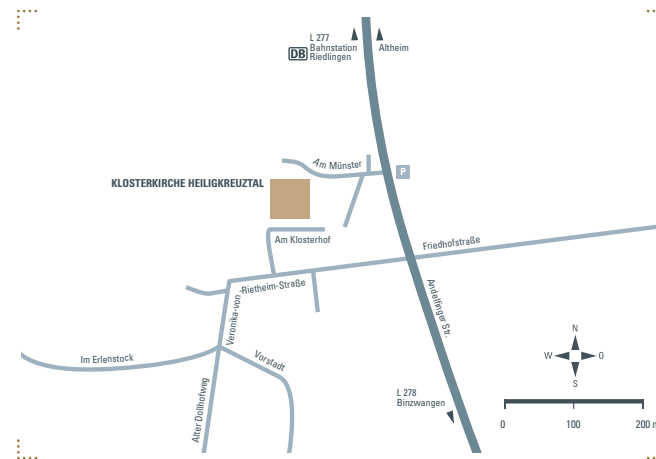 L 277
Bahnstation
Riedlingen
DB
Altheim
Am Münster
P
KLOSTERKIRCHE HEILIGKREUZTAL
Am Klosterhof
Friedhofstraße
Veronika-von
-Rietheim-Straße
Andelfinger Str.
Im Erlenstock
Vorstadt
Alter Dollhofweg
L 278
Binzwangen
N
W
O
S
0
100
200 m